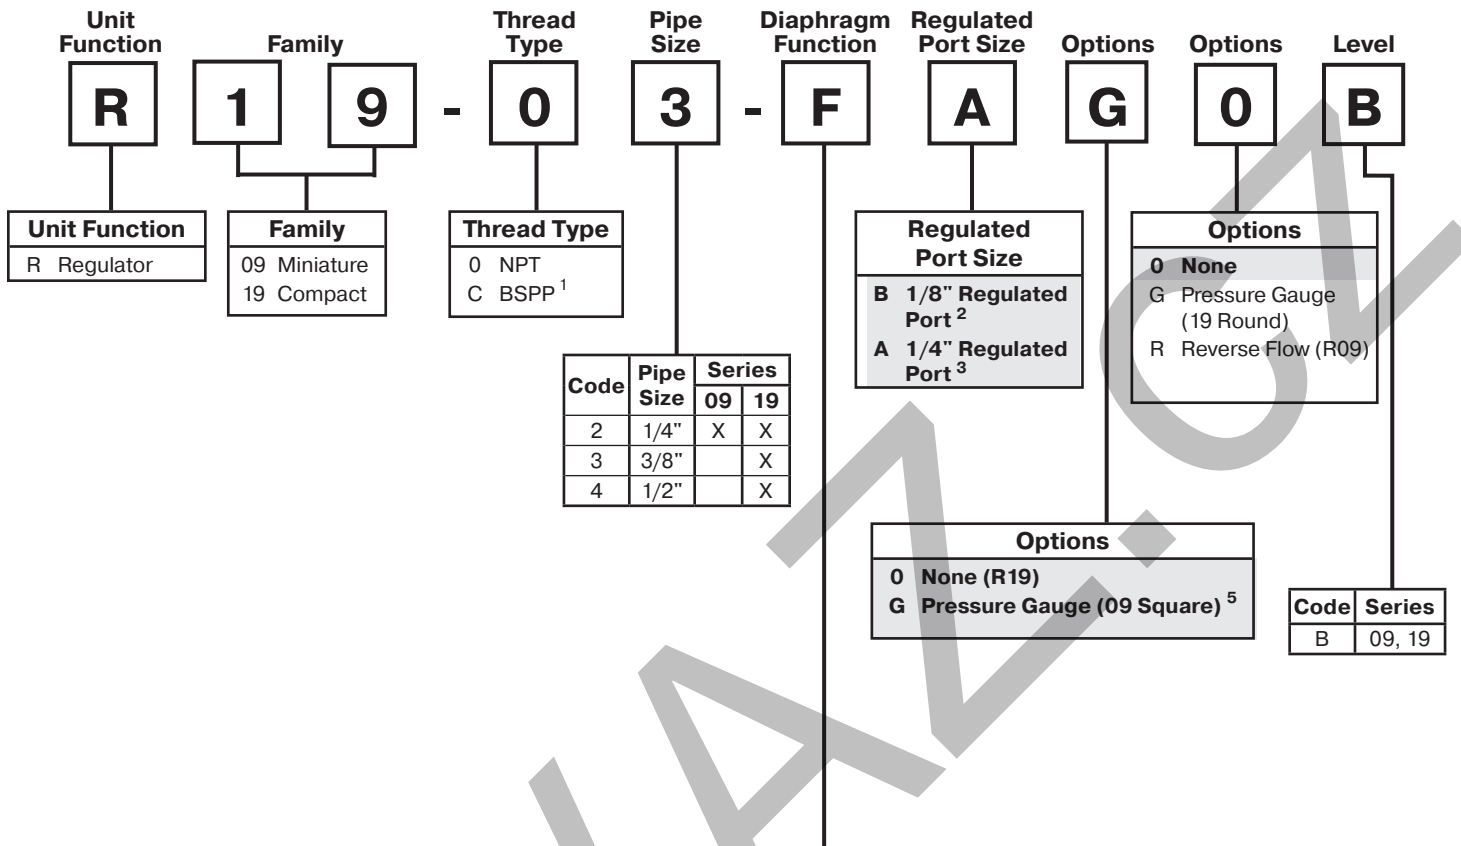 Unit Function
Family
Thread Type
Pipe Size
Diaphragm Function
Regulated Port Size
Options
Options
Level
R 1 9 - 0 3 - F A G 0 B
Unit Function
R Regulator
Family
09 Miniature
19 Compact
Thread Type
0 NPT
C BSPP 1
Regulated
Port Size
B 1/8" Regulated
Port 2
A 1/4" Regulated
Port 3
Options
0 None
G Pressure Gauge
(19 Round)
R Reverse Flow (R09)
Code Pipe Size Series
09 19
2 1/4" X X
3 3/8" X
4 1/2" X
Options
0 None (R19)
G Pressure Gauge (09 Square) 5
Code Series
B 09, 19
AZ.CZ